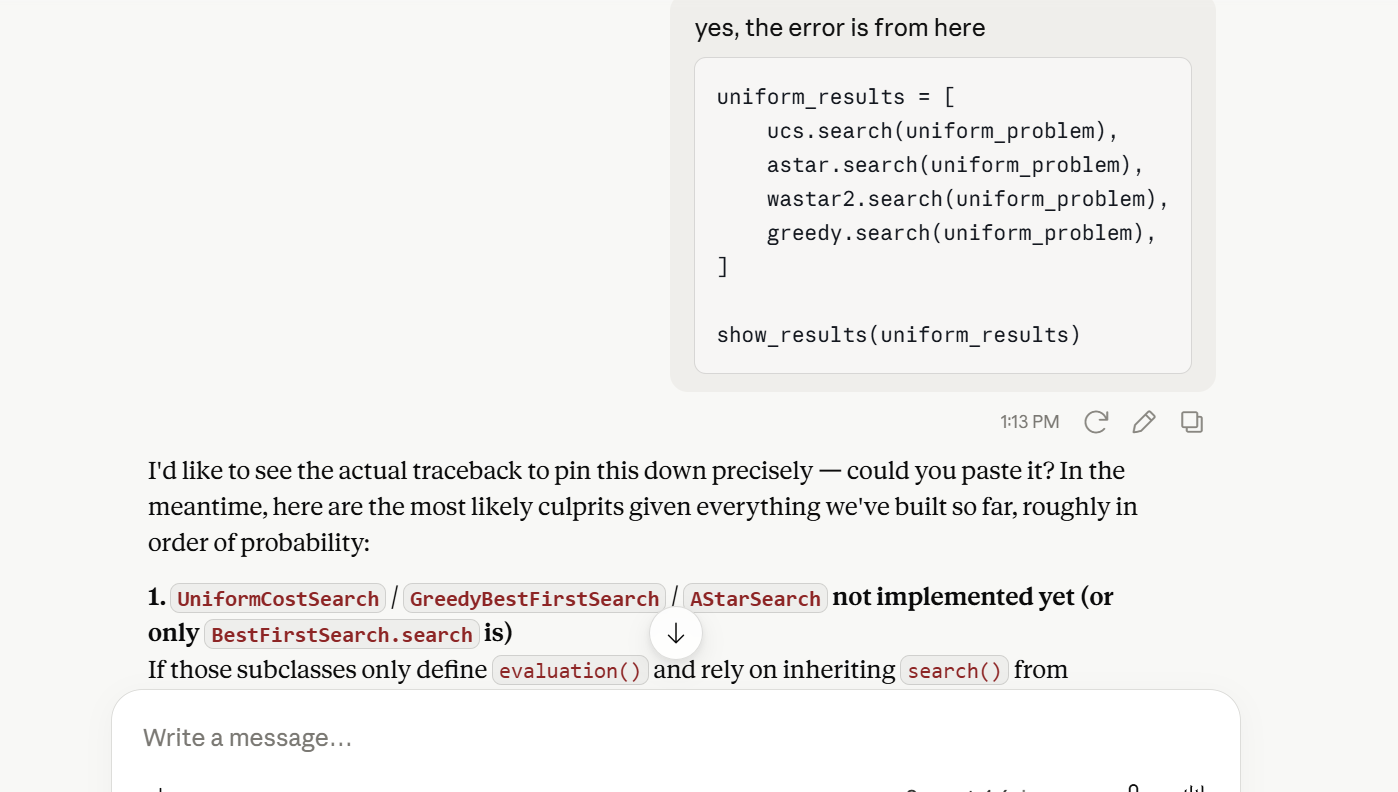 yes, the error is from here
uniform_results = [
    ucs.search(uniform_problem),
    astar.search(uniform_problem),
    wastar2.search(uniform_problem),
    greedy.search(uniform_problem),
]
show_results(uniform_results)
1:13 PM
I'd like to see the actual traceback to pin this down precisely — could you paste it? In the
meantime, here are the most likely culprits given everything we've built so far, roughly in
order of probability:
1. UniformCostSearch / GreedyBestFirstSearch / AStarSearch not implemented yet (or
only BestFirstSearch.search is)
If those subclasses only define evaluation() and rely on inheriting search() from
Write a message...